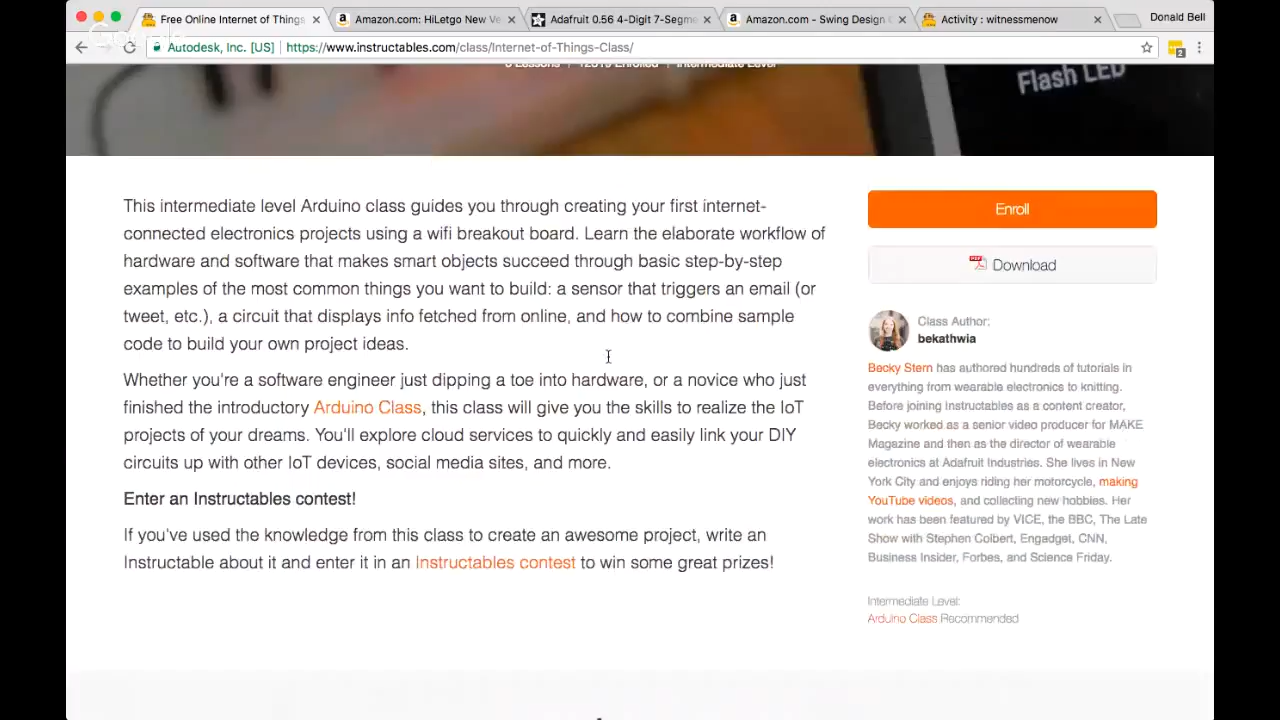 Free Online Internet of Things
Amazon.com: HiLetgo New Ve
Adafruit 0.56 4-Digit 7-Segme
Amazon.com - Swing Design
Activity : witnessmenow
Donald Bell
Autodesk, Inc. [US]
https://www.instructables.com/class/Internet-of-Things-Class/
2
Enrolled
Intermediate Level
Flash LED
This intermediate level Arduino class guides you through creating your first internet-
connected electronics projects using a wifi breakout board. Learn the elaborate workflow of
hardware and software that makes smart objects succeed through basic step-by-step
examples of the most common things you want to build: a sensor that triggers an email (or
tweet, etc.), a circuit that displays info fetched from online, and how to combine sample
code to build your own project ideas.
Whether you're a software engineer just dipping a toe into hardware, or a novice who just
finished the introductory Arduino Class, this class will give you the skills to realize the IoT
projects of your dreams. You'll explore cloud services to quickly and easily link your DIY
circuits up with other IoT devices, social media sites, and more.
Enter an Instructables contest!
If you've used the knowledge from this class to create an awesome project, write an
Instructable about it and enter it in an Instructables contest to win some great prizes!
Enroll
PDF
Download
Class Author:
bekathwia
Becky Stern has authored hundreds of tutorials in
everything from wearable electronics to knitting.
Before joining Instructables as a content creator,
Becky worked as a senior video producer for MAKE
Magazine and then as the director of wearable
electronics at Adafruit Industries. She lives in New
York City and enjoys riding her motorcycle, making
YouTube videos, and collecting new hobbies. Her
work has been featured by VICE, the BBC, The Late
Show with Stephen Colbert, Engadget, CNN,
Business Insider, Forbes, and Science Friday.
Intermediate Level:
Arduino Class Recommended